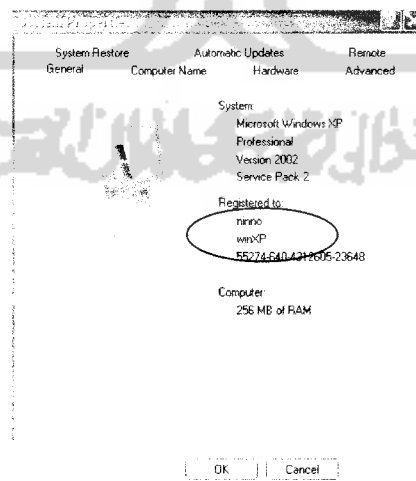 System Restore Automatic Updates Remote
General Computer Name Hardware Advanced
System:
Microsoft Windows XP
Professional
Version 2002
Service Pack 2
Registered to:
ninno
winXP
55274-640-4212605-23648
Computer:
256 MB of RAM
OK Cancel